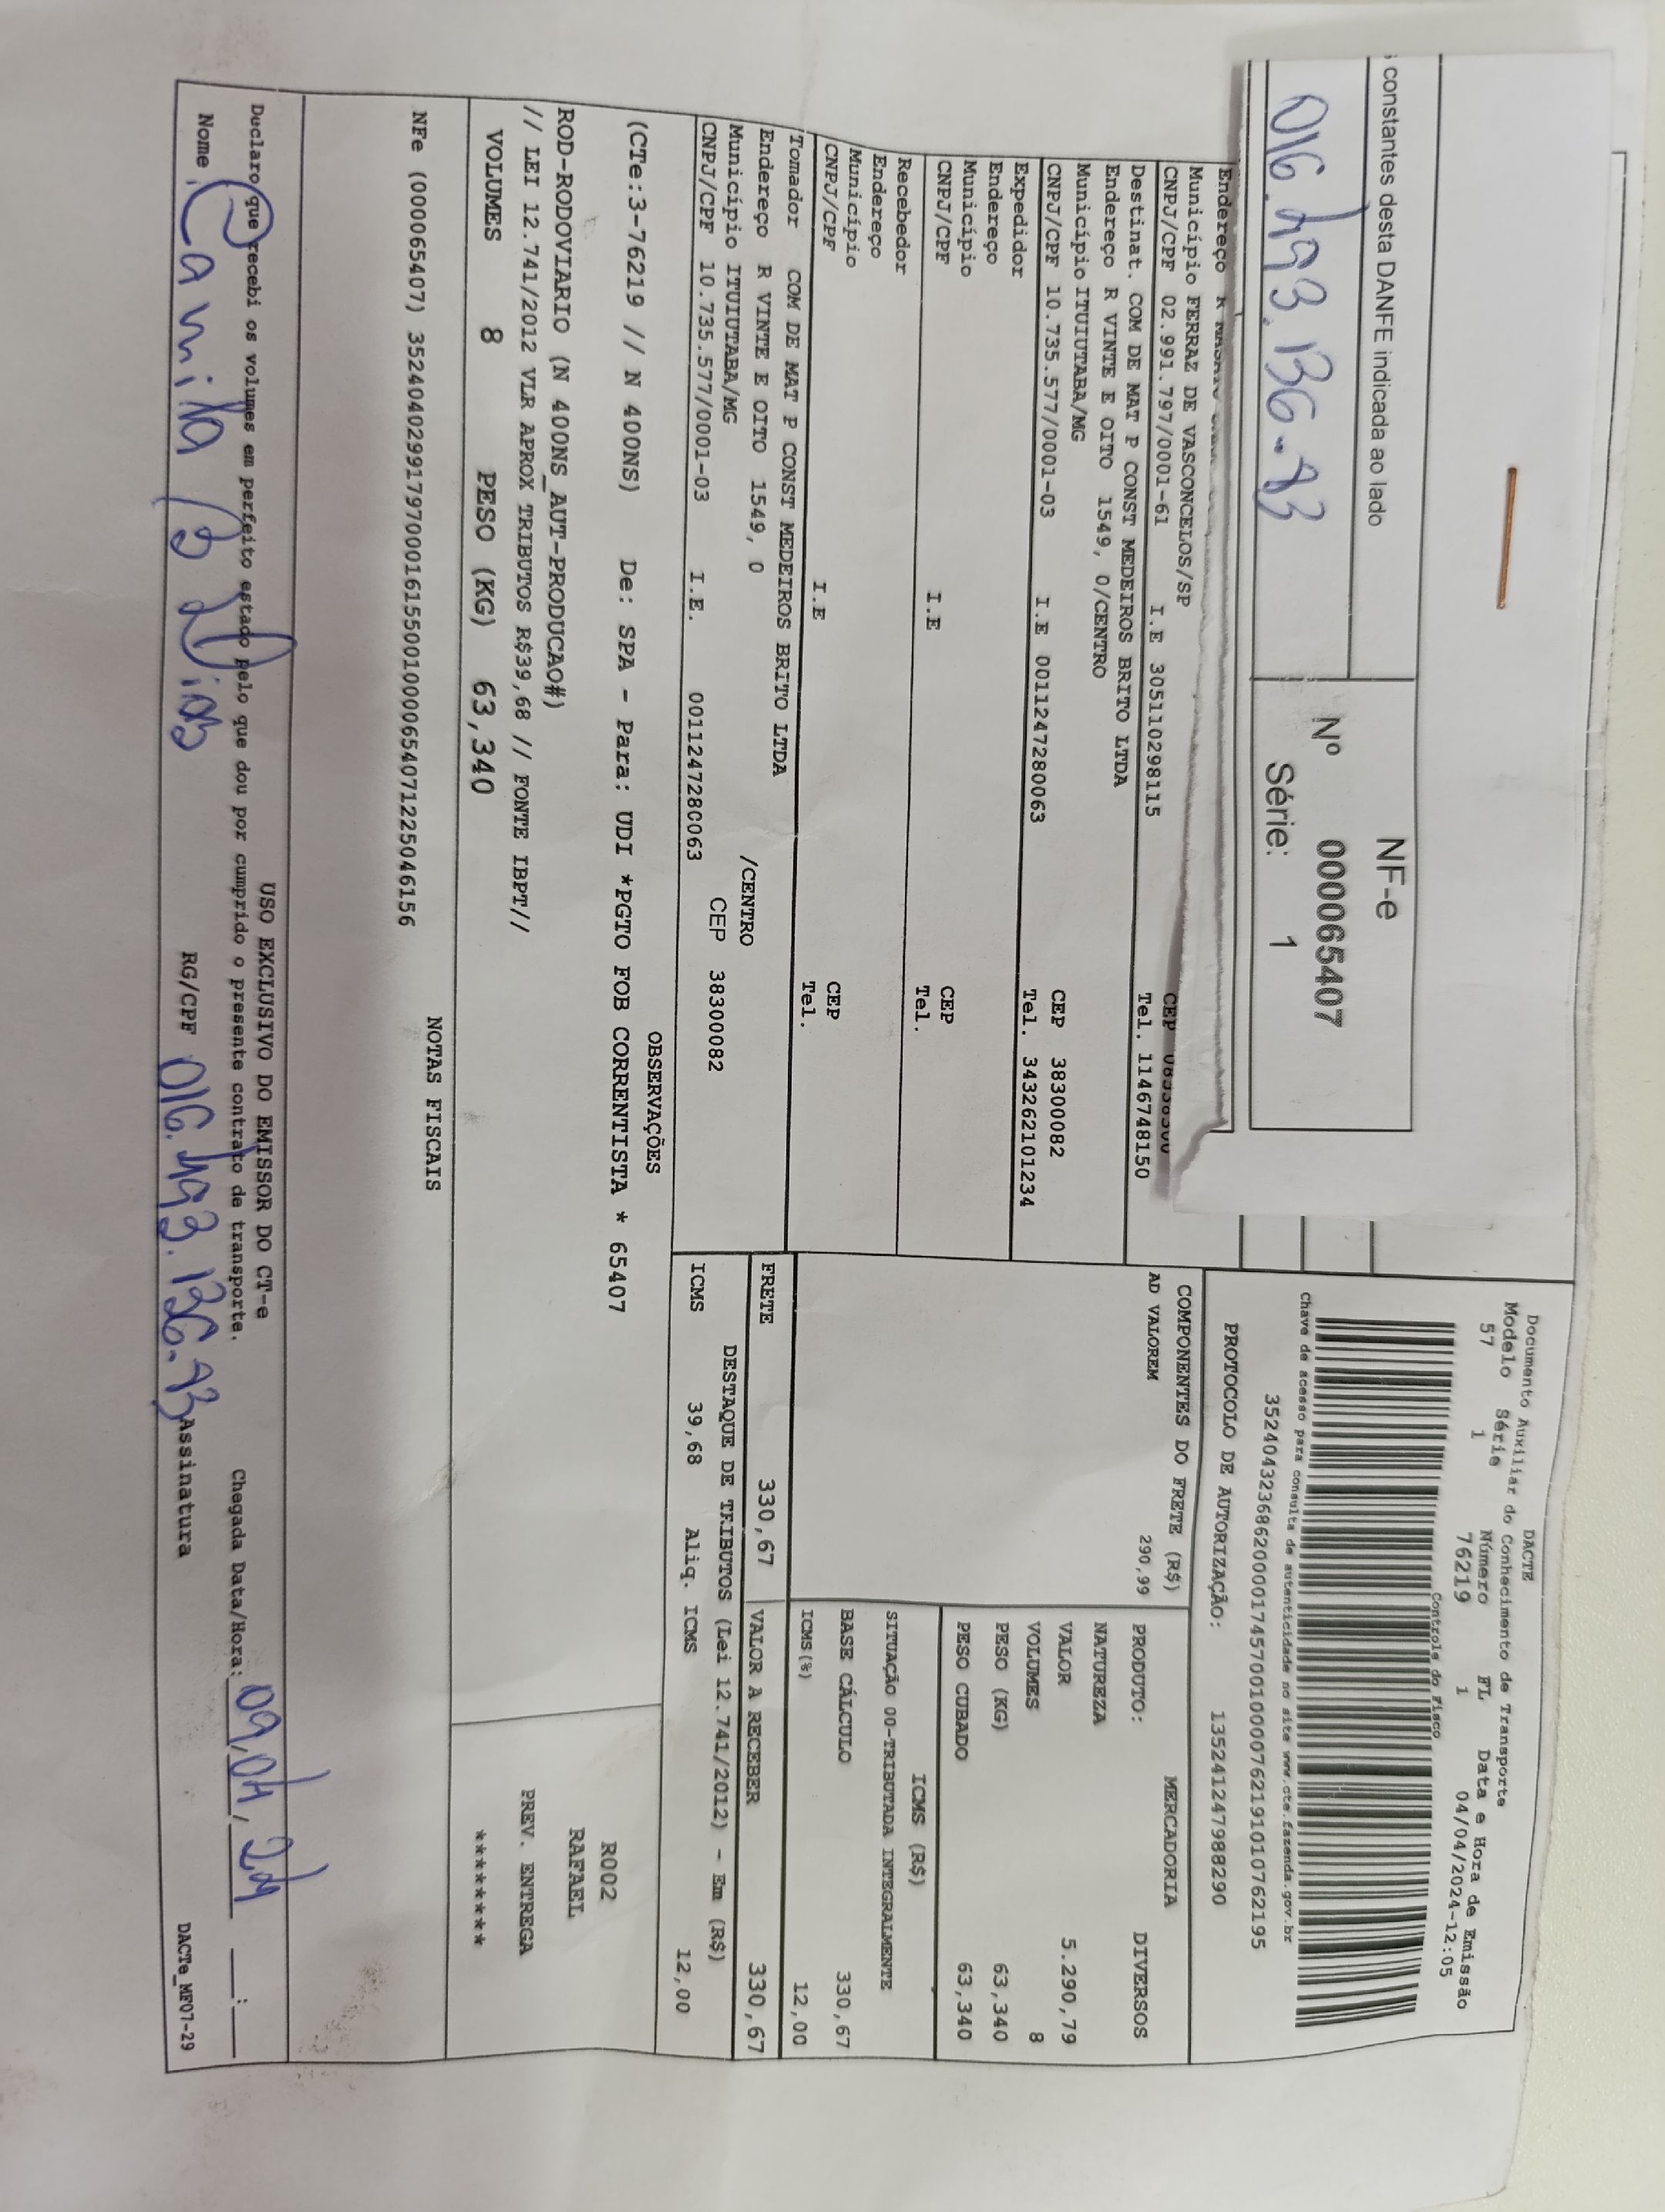 constantes desta DANFE indicada ao lado
NF-e
Nº 000065407
Série: 1
DACTE
Documento Auxiliar do Conhecimento de Transporte
Modelo Série Número FL Data e Hora de Emissão
57 1 76219 1 04/04/2024-12:05
Controle do Fisco
Chave de acesso para consulta de autenticidade no site www.cte.fazenda.gov.br
35240432368620000174570010000762191010762195
PROTOCOLO DE AUTORIZAÇÃO: 135241247988290
Endereço R
Município FERRAZ DE VASCONCELOS/SP
CEP
CNPJ/CPF 02.991.797/0001-61 I.E 305110298115 Tel. 1146748150
Destinat. COM DE MAT P CONST MEDEIROS BRITO LTDA
Endereço R VINTE E OITO 1549, 0/CENTRO
Município ITUIUTABA/MG CEP 38300082
CNPJ/CPF 10.735.577/0001-03 I.E 0011247280063 Tel. 343262101234
Expedidor
Endereço
Município CEP
CNPJ/CPF I.E Tel.
Recebedor
Endereço
Município CEP
CNPJ/CPF I.E Tel.
Tomador COM DE MAT P CONST MEDEIROS BRITO LTDA
Endereço R VINTE E OITO 1549, 0 /CENTRO
Município ITUIUTABA/MG CEP 38300082
CNPJ/CPF 10.735.577/0001-03 I.E. 0011247280063
COMPONENTES DO FRETE (R$)
AD VALOREM 290,99
MERCADORIA
PRODUTO: DIVERSOS
NATUREZA
VALOR 5.290,79
VOLUMES 8
PESO (KG) 63,340
PESO CUBADO 63,340
ICMS (R$)
SITUAÇÃO 00-TRIBUTADA INTEGRALMENTE
BASE CÁLCULO 330,67
ICMS(%) 12,00
FRETE 330,67 VALOR A RECEBER 330,67
DESTAQUE DE TRIBUTOS (Lei 12.741/2012) - Em (R$)
ICMS 39,68 Aliq. ICMS 12,00
OBSERVAÇÕES
(CTe:3-76219 // N 400NS) De: SPA - Para: UDI *PGTO FOB CORRENTISTA * 65407
ROD-RODOVIARIO (N 400NS_AUT-PRODUCAO#)
// LEI 12.741/2012 VLR APROX TRIBUTOS R$39,68 // FONTE IBPT//
VOLUMES 8 PESO (KG) 63,340
R002
RAFAEL
PREV. ENTREGA
********
NOTAS FISCAIS
NFe (000065407) 35240402991797000161550010000654071225046156
USO EXCLUSIVO DO EMISSOR DO CT-e
Declaro que recebi os volumes em perfeito estado pelo que dou por cumprido o presente contrato de transporte. Chegada Data/Hora: 09/04/24 __:__
Nome Camila B Dias RG/CPF Assinatura
DACTe_MF07-29